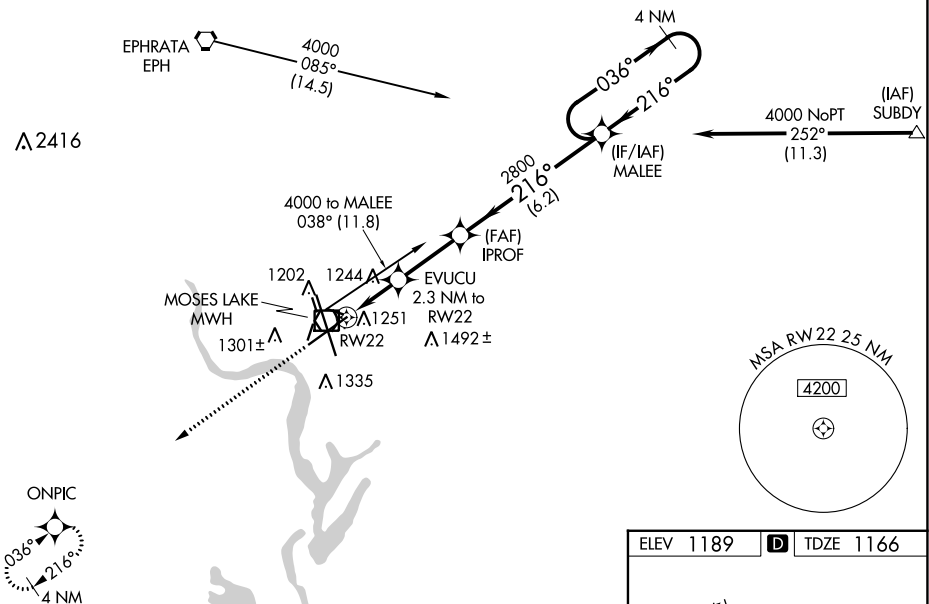 4 NM
EPHRATA
EPH
4000
085°
(14.5)
036°
216°
(IAF)
SUBDY
4000 NoPT
252°
(11.3)
2416
(IF/IAF)
MALEE
2800
216°
(6.2)
4000 to MALEE
038° (11.8)
(FAF)
IPROF
1202
1244
EVUCU
2.3 NM to
RW22
MOSES LAKE
MWH
1251
RW22
1301±
1492±
1335
MSA RW22 25 NM
4200
ONPIC
036°
216°
4 NM
ELEV 1189 D TDZE 1166